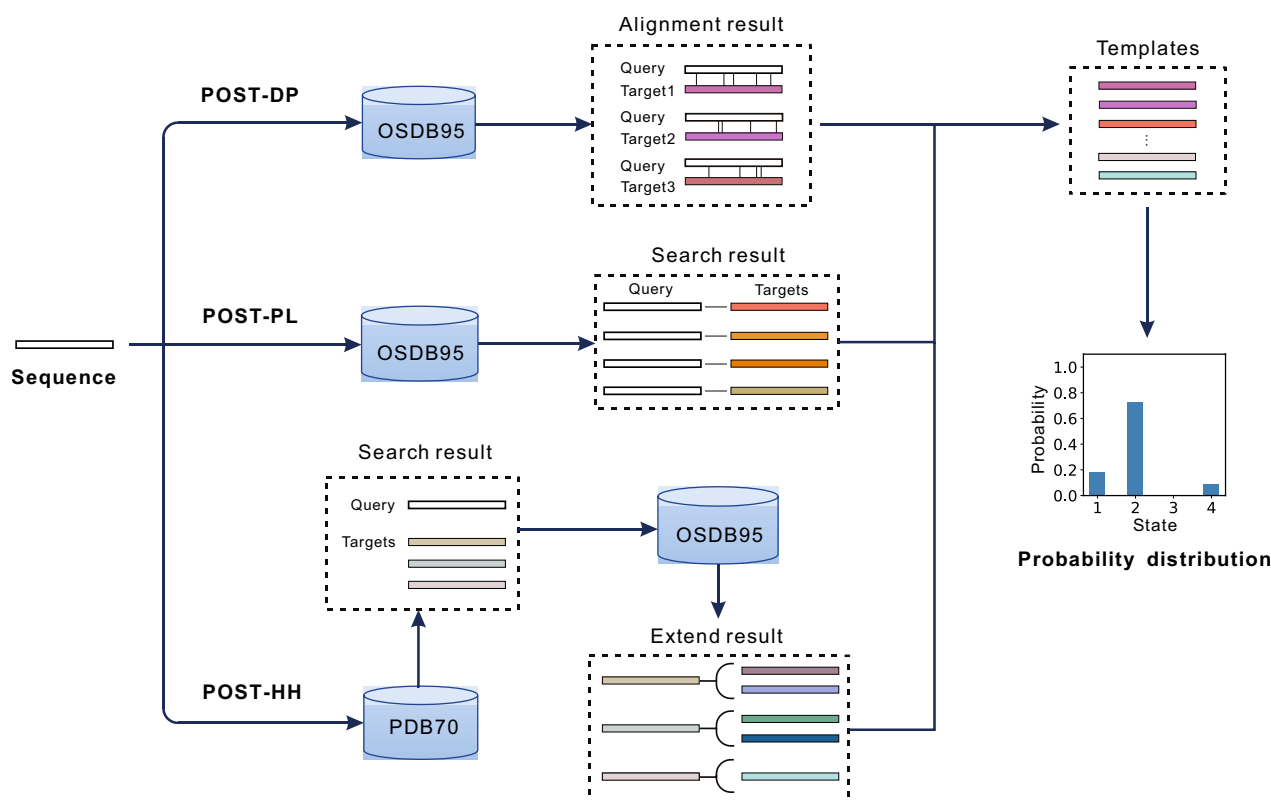 Alignment result
Templates
Query
Target1
Query
Target2
Query
Target3
POST-DP
OSDB95
Search result
Query Targets
POST-PL
OSDB95
Sequence
Search result
Query
Targets
OSDB95
Extend result
POST-HH
PDB70
1.0
0.8
0.6
0.4
0.2
0.0
Probability
1 2 3 4
State
Probability distribution